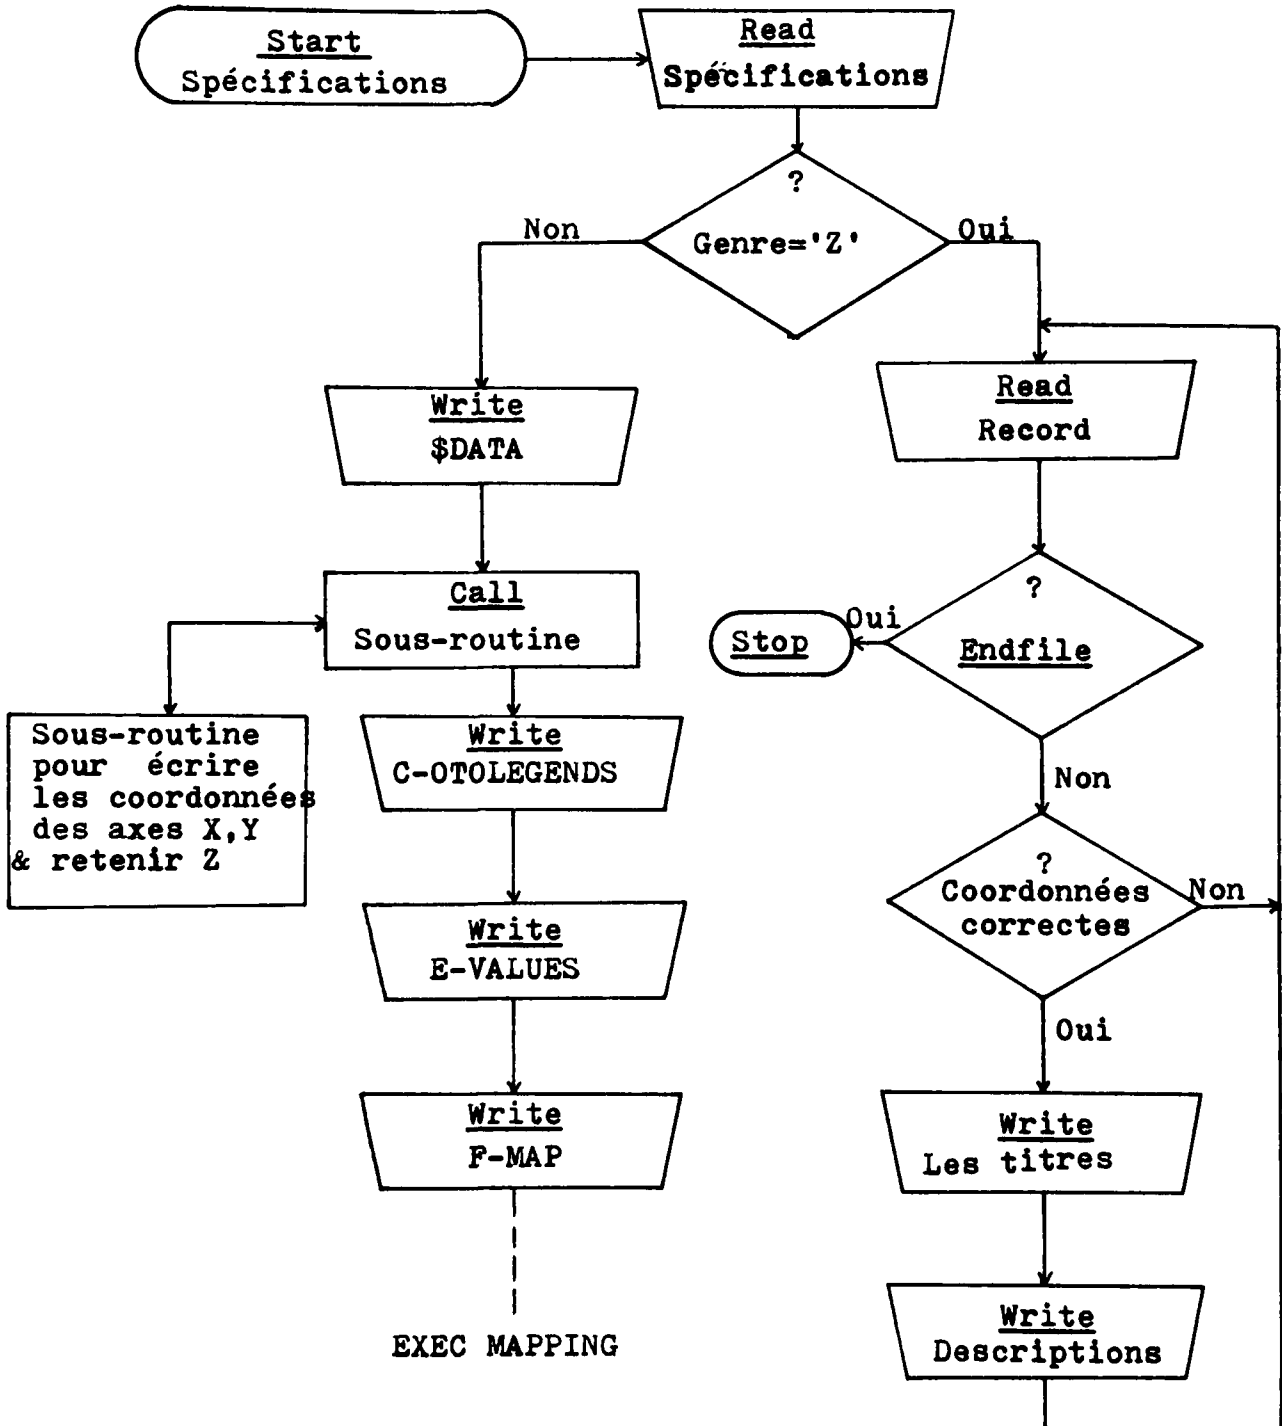 Start
Spécifications
Read
Spécifications
?
Genre='Z'
Non
Oui
Write
$DATA
Call
Sous-routine
Sous-routine
pour écrire
les coordonnées
des axes X,Y
& retenir Z
Write
C-OTOLEGENDS
Write
E-VALUES
Write
F-MAP
EXEC MAPPING
Read
Record
?
Endfile
Oui
Stop
Non
?
Coordonnées
correctes
Non
Oui
Write
Les titres
Write
Descriptions